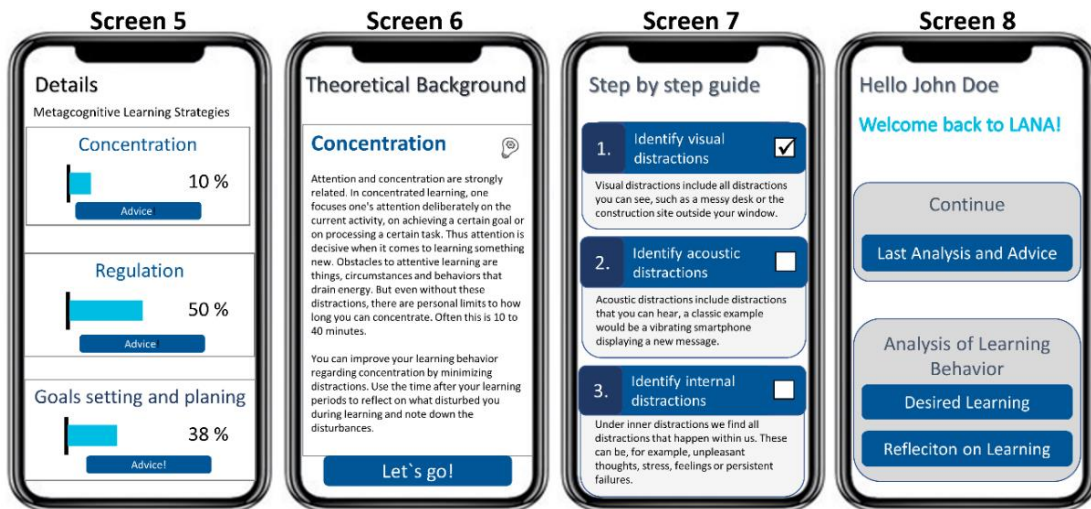 Screen 5
Details
Metagcognitive Learning Strategies
Concentration
10 %
Advice!
Regulation
50 %
Advice!
Goals setting and planing
38 %
Advice!
Screen 6
Theoretical Background
Concentration
Attention and concentration are strongly
related. In concentrated learning, one
focuses one's attention deliberately on the
current activity, on achieving a certain goal or
on processing a certain task. Thus attention is
decisive when it comes to learning something
new. Obstacles to attentive learning are
things, circumstances and behaviors that
drain energy. But even without these
distractions, there are personal limits to how
long you can concentrate. Often this is 10 to
40 minutes.
You can improve your learning behavior
regarding concentration by minimizing
distractions. Use the time after your learning
periods to reflect on what disturbed you
during learning and note down the
disturbances.
Let`s go!
Screen 7
Step by step guide
1.
Identify visual
distractions
Visual distractions include all distractions
you can see, such as a messy desk or the
construction site outside your window.
2.
Identify acoustic
distractions
Acoustic distractions include distractions
that you can hear, a classic example
would be a vibrating smartphone
displaying a new message.
3.
Identify internal
distractions
Under inner distractions we find all
distractions that happen within us. These
can be, for example, unpleasant
thoughts, stress, feelings or persistent
failures.
Screen 8
Hello John Doe
Welcome back to LANA!
Continue
Last Analysis and Advice
Analysis of Learning
Behavior
Desired Learning
Refleciton on Learning